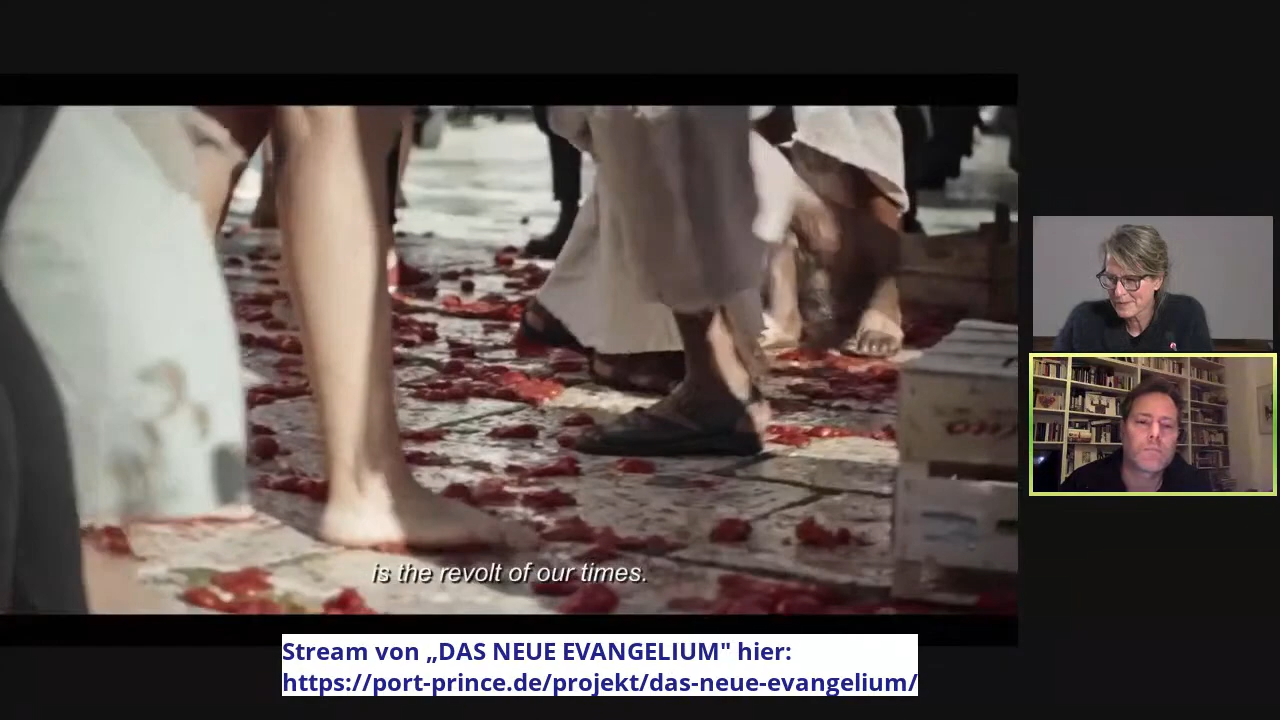 is the revolt of our times.
Stream von „DAS NEUE EVANGELIUM" hier:
https://port-prince.de/projekt/das-neue-evangelium/